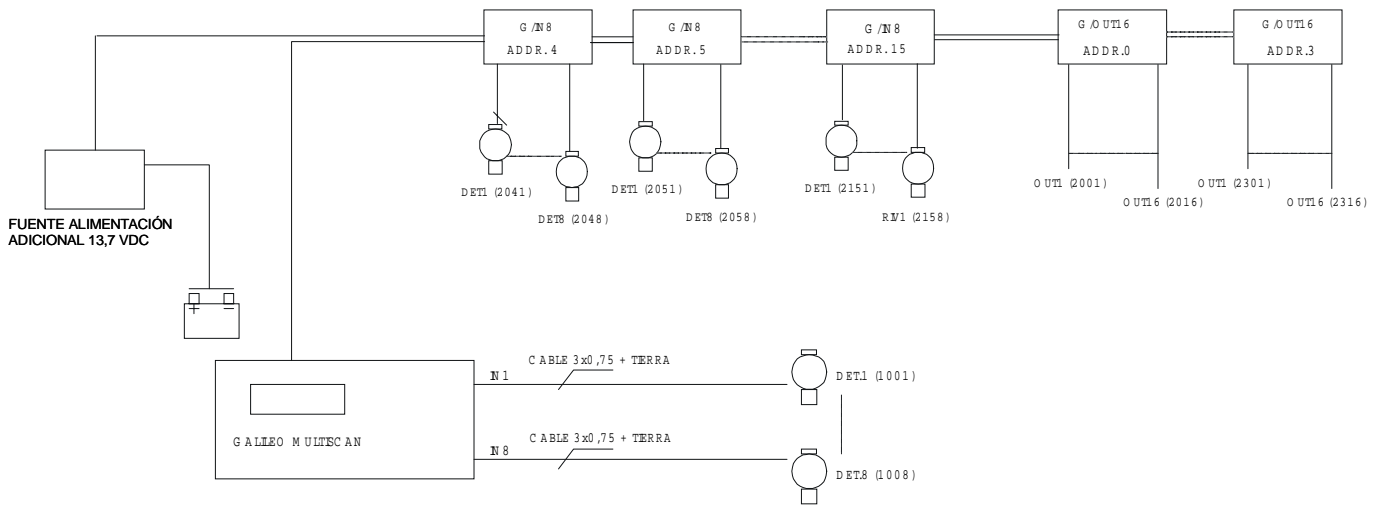 G/IN8
ADDR.4
G/IN8
ADDR.5
G/IN8
ADDR.15
G/OUT16
ADDR.0
G/OUT16
ADDR.3
DET1 (2041)
DET8 (2048)
DET1 (2051)
DET8 (2058)
DET1 (2151)
RIV1 (2158)
OUT1 (2001)
OUT16 (2016)
OUT1 (2301)
OUT16 (2316)
FUENTE ALIMENTACIÓN
ADICIONAL 13,7 VDC
+ –
IN1
CABLE 3x0,75 + TERRA
DET.1 (1001)
GALILEO MULTISCAN
IN8
CABLE 3x0,75 + TERRA
DET.8 (1008)